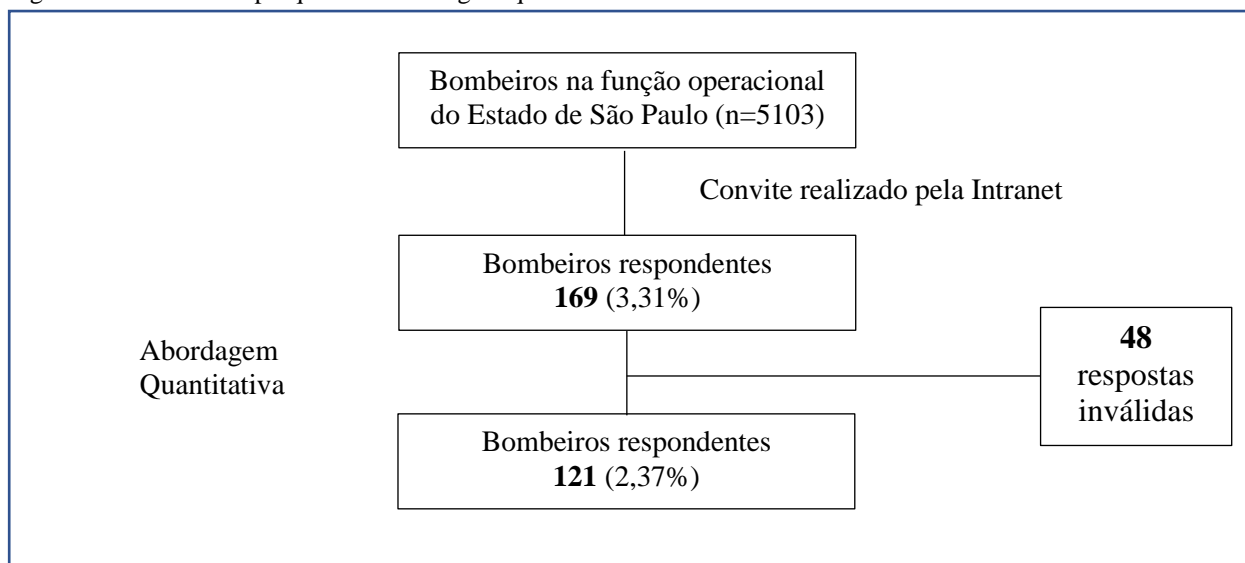 Bombeiros na função operacional
do Estado de São Paulo (n=5103)
Convite realizado pela Intranet
Bombeiros respondentes
169 (3,31%)
Abordagem
Quantitativa
48
respostas
inválidas
Bombeiros respondentes
121 (2,37%)